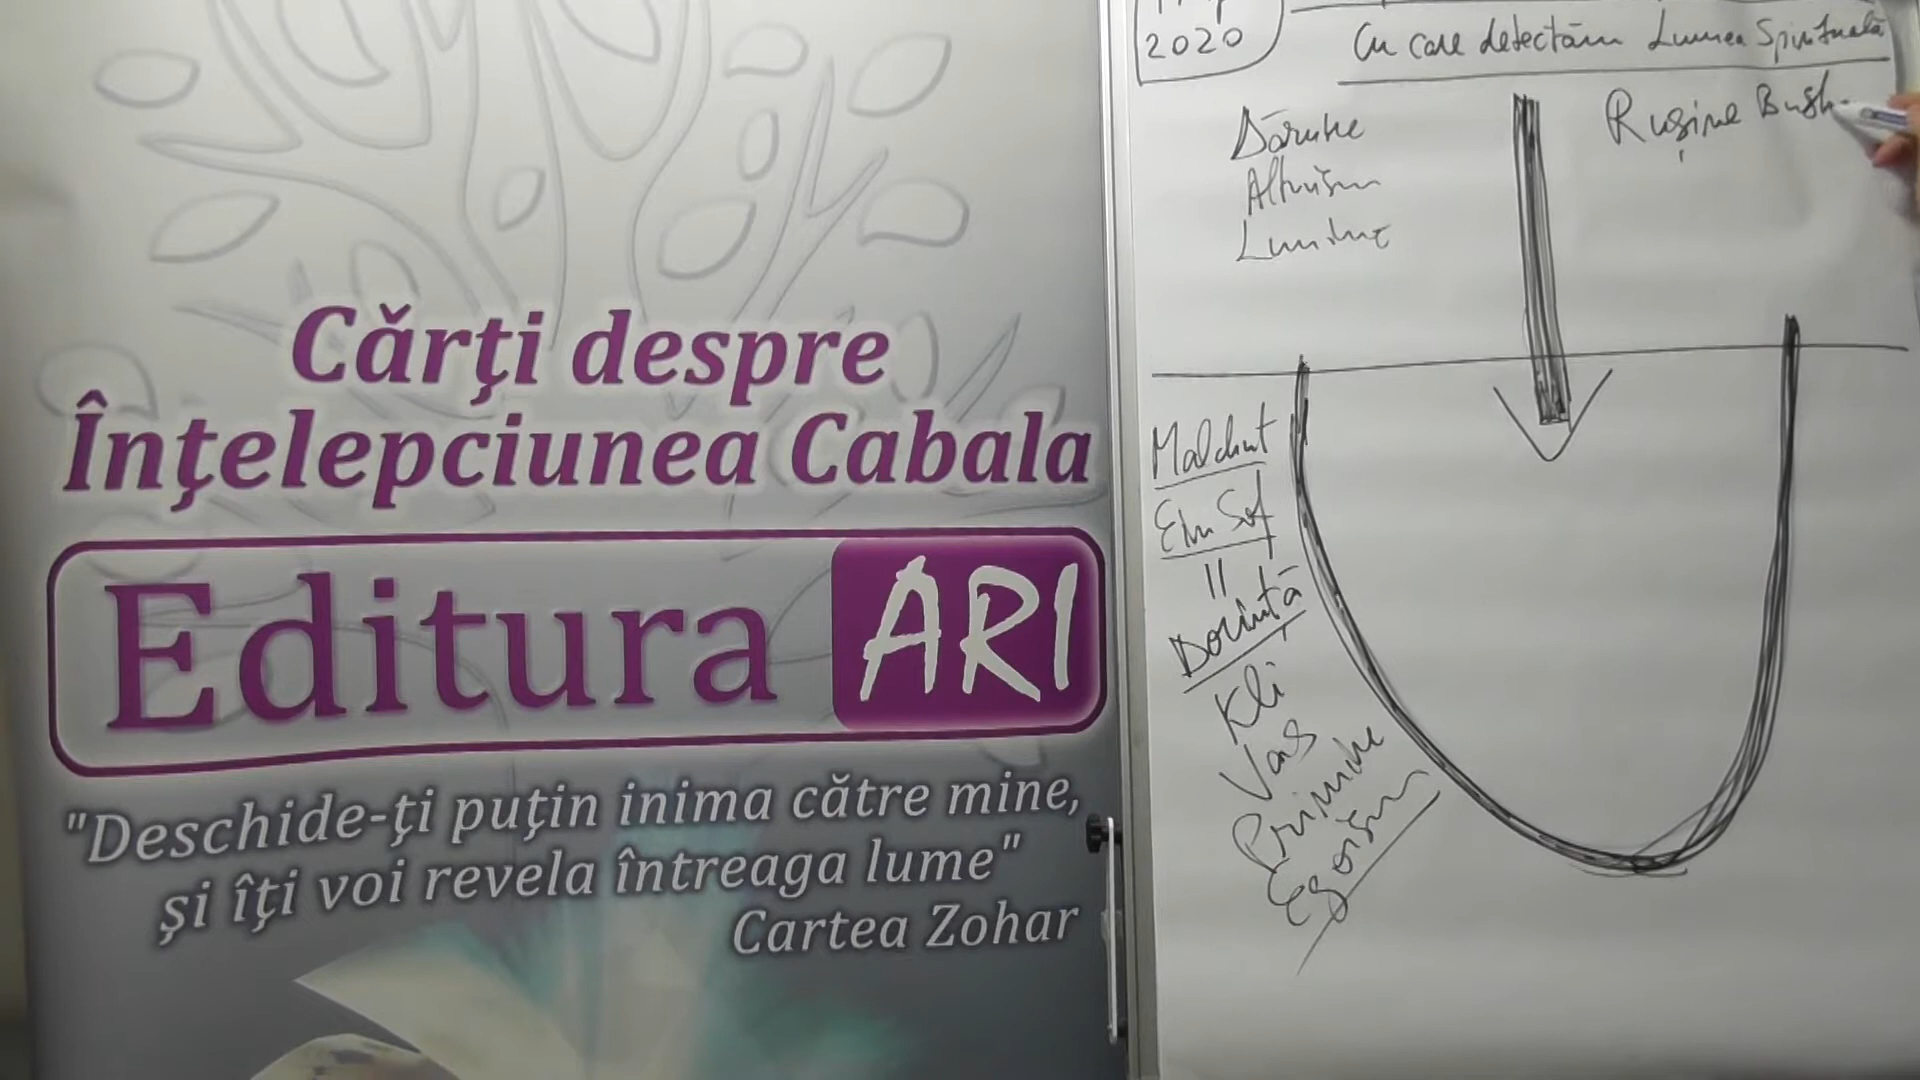 Cărţi despre
Înţelepciunea Cabala
Editura ARI
"Deschide-ţi puţin inima către mine,
şi îţi voi revela întreaga lume"
Cartea Zohar
2020
Cu care detectăm Lumea Spirituală
Dăruire
Altruism
Lumină
Rușine Bush
Malchut
Ein Sof
=
Dorință
Kli
Vas
Primire
Egoism